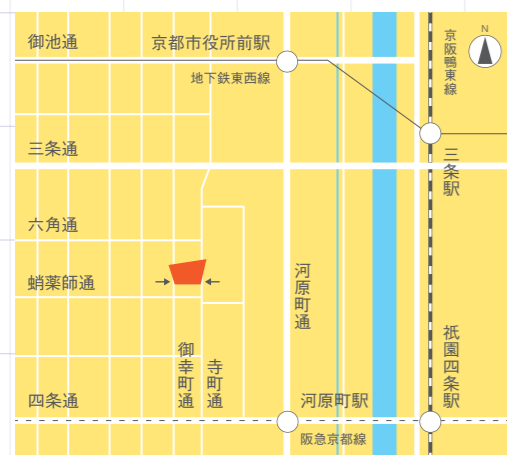 御池通
京都市役所前駅
地下鉄東西線
京阪鴨東線
N
三条通
三条駅
六角通
蛸薬師通
河原町通
御幸町通
寺町通
祇園四条駅
四条通
河原町駅
阪急京都線